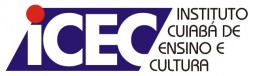 iCEC
INSTITUTO
CUIABÁ DE
ENSINO E
CULTURA